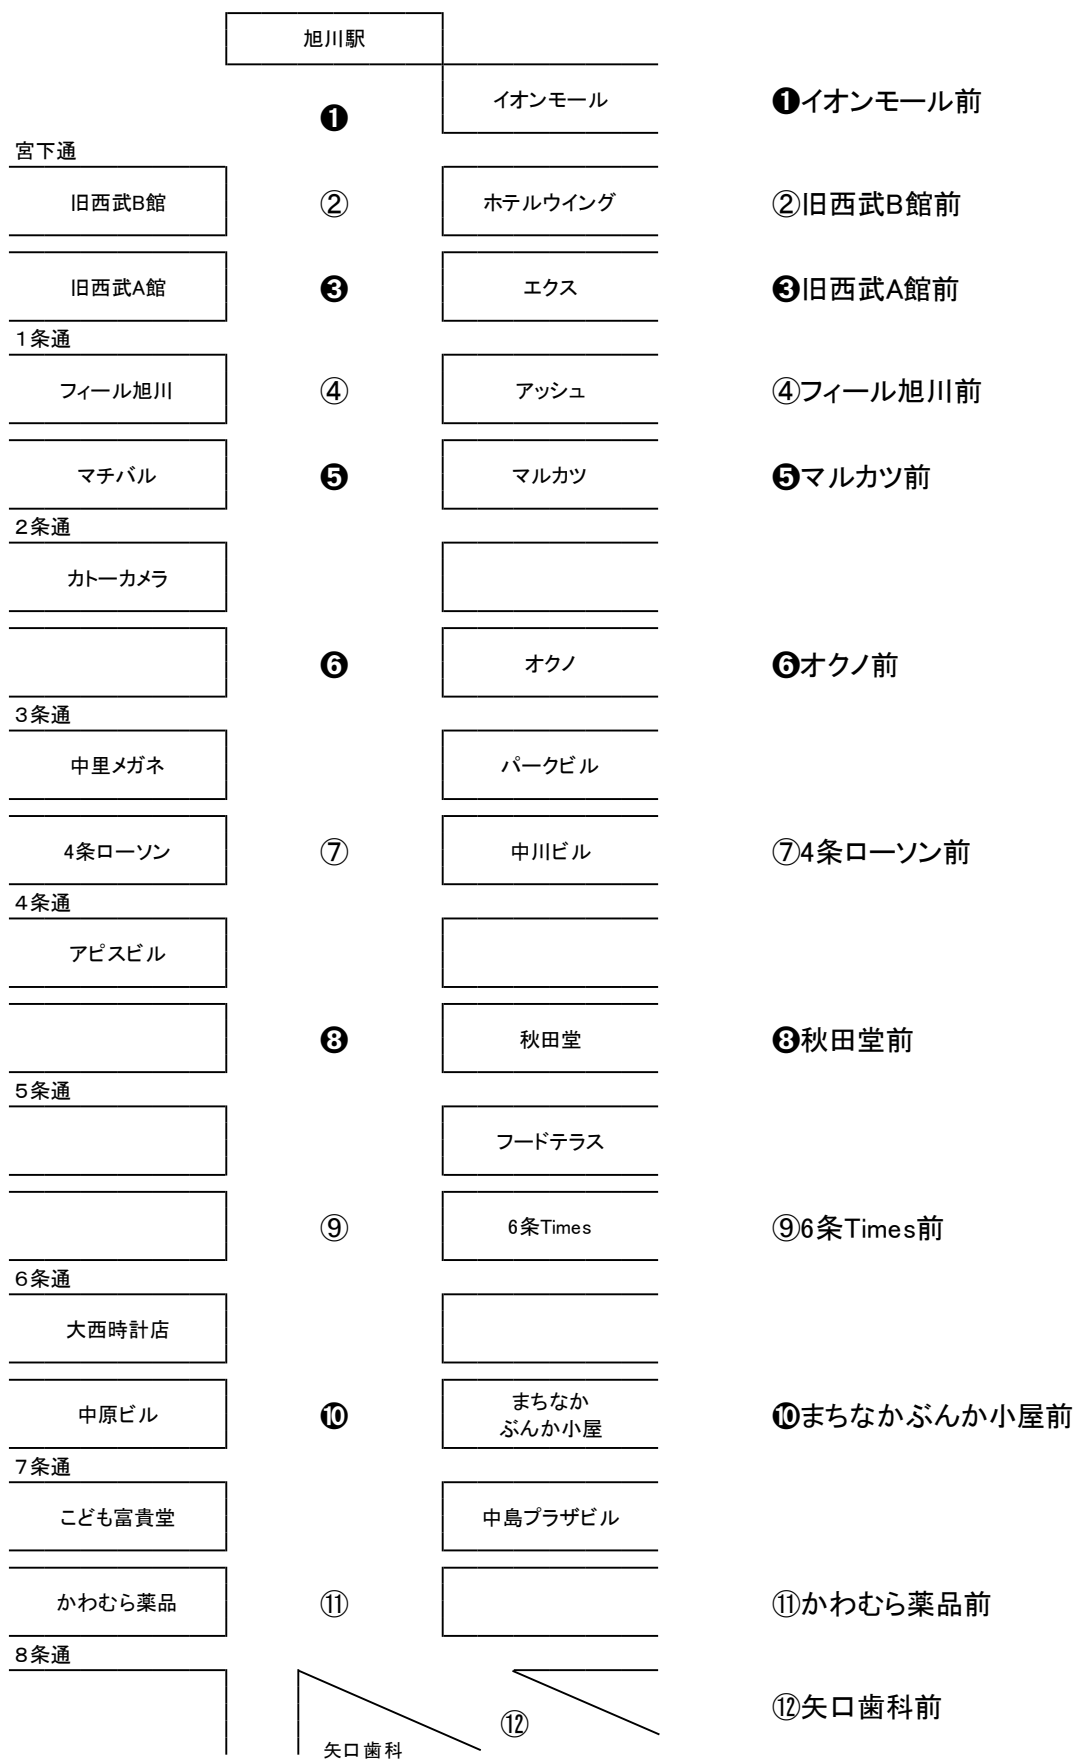 旭川駅
イオンモール
❶
❶イオンモール前
宮下通
旧西武B館
②
ホテルウイング
②旧西武B館前
旧西武A館
❸
エクス
❸旧西武A館前
1条通
フィール旭川
④
アッシュ
④フィール旭川前
マチバル
❺
マルカツ
❺マルカツ前
2条通
カトーカメラ
❻
オクノ
❻オクノ前
3条通
中里メガネ
パークビル
4条ローソン
⑦
中川ビル
⑦4条ローソン前
4条通
アピスビル
❽
秋田堂
❽秋田堂前
5条通
フードテラス
⑨
6条Times
⑨6条Times前
6条通
大西時計店
中原ビル
❿
まちなか
ぶんか小屋
❿まちなかぶんか小屋前
7条通
こども富貴堂
中島プラザビル
かわむら薬品
⑪
⑪かわむら薬品前
8条通
⑫
⑫矢口歯科前
矢口歯科